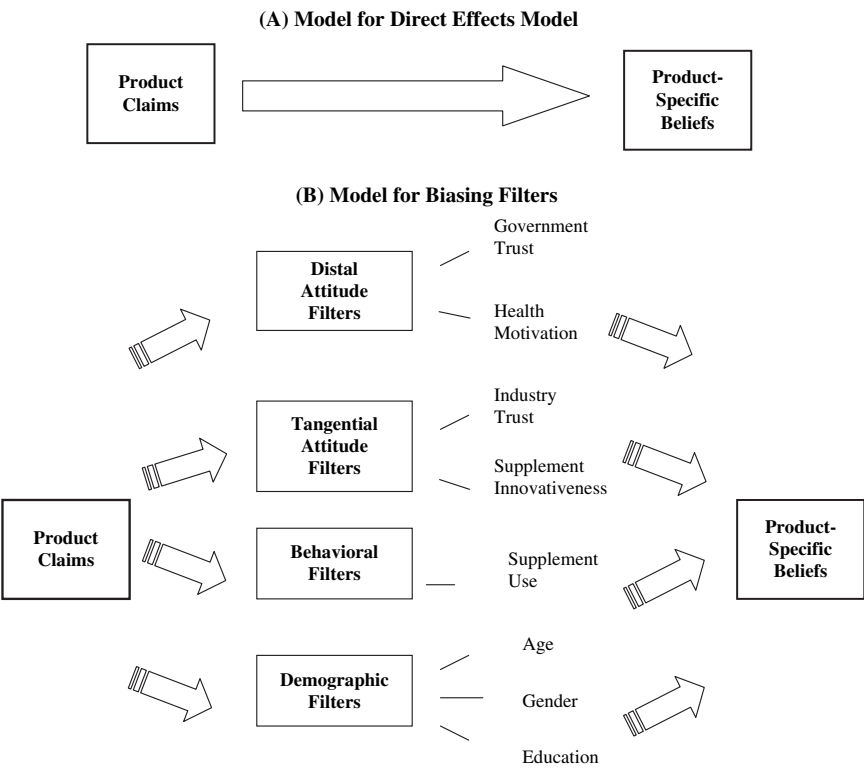 (A) Model for Direct Effects Model
Product
Claims
Product-
Specific
Beliefs
(B) Model for Biasing Filters
Distal
Attitude
Filters
Government
Trust
Health
Motivation
Tangential
Attitude
Filters
Industry
Trust
Supplement
Innovativeness
Product
Claims
Behavioral
Filters
Supplement
Use
Product-
Specific
Beliefs
Demographic
Filters
Age
Gender
Education